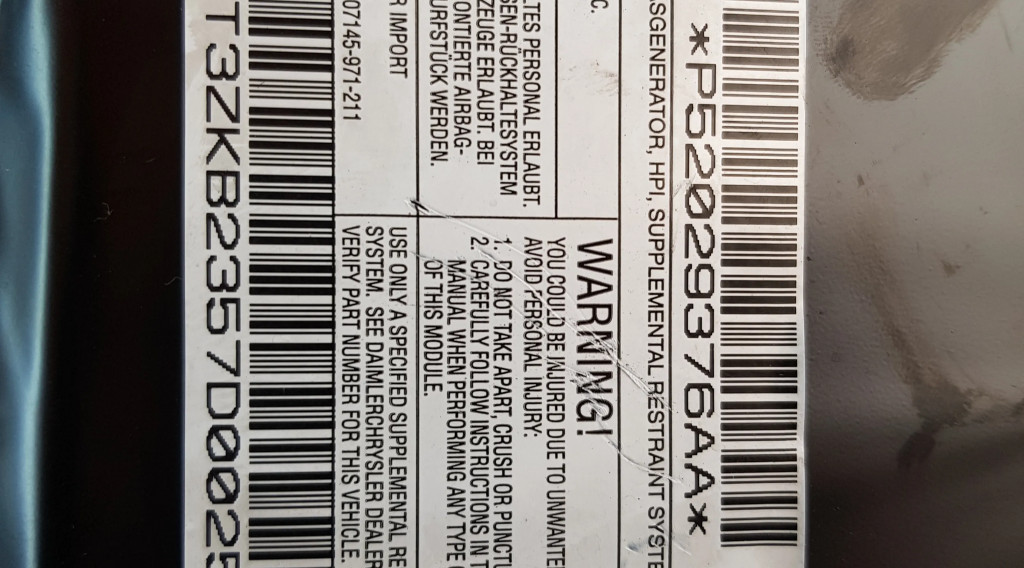 *P52029376AA*
ASGENERATOR, HPI, SUPPLEMENTAL RESTRAINT SYSTE
C.
LTES PERSONAL ERLAUBT.
GEN-RÜCKHALTESYSTEM
ZEUGE ERLAUBT. BEI
ONTIERTE AIRBAG-
URFSTÜCK WERDEN.
R IMPORT
07145-971-211
WARNING!
YOU COULD BE INJURED DUE TO UNWANTE
AVOID PERSONAL INJURY:
1. DO NOT TAKE APART, CRUSH OR PUNCTU
2. CAREFULLY FOLLOW INSTRUCTIONS IN T
MANUAL WHEN PERFORMING ANY TYPE
OF THIS MODULE.
USE ONLY A SPECIFIED SUPPLEMENTAL RE
SYSTEM. SEE DAIMLERCHRYSLER DEALER
VERIFY PART NUMBER FOR THIS VEHICLE.
T3ZKB2357D0025